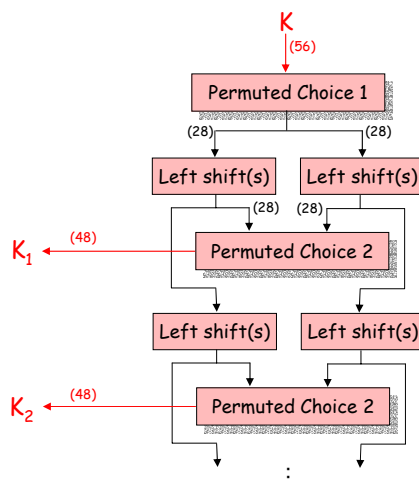 K
(56)
Permuted Choice 1
(28) (28)
Left shift(s) Left shift(s)
(28) (28)
K₁ (48) Permuted Choice 2
Left shift(s) Left shift(s)
K₂ (48) Permuted Choice 2
: